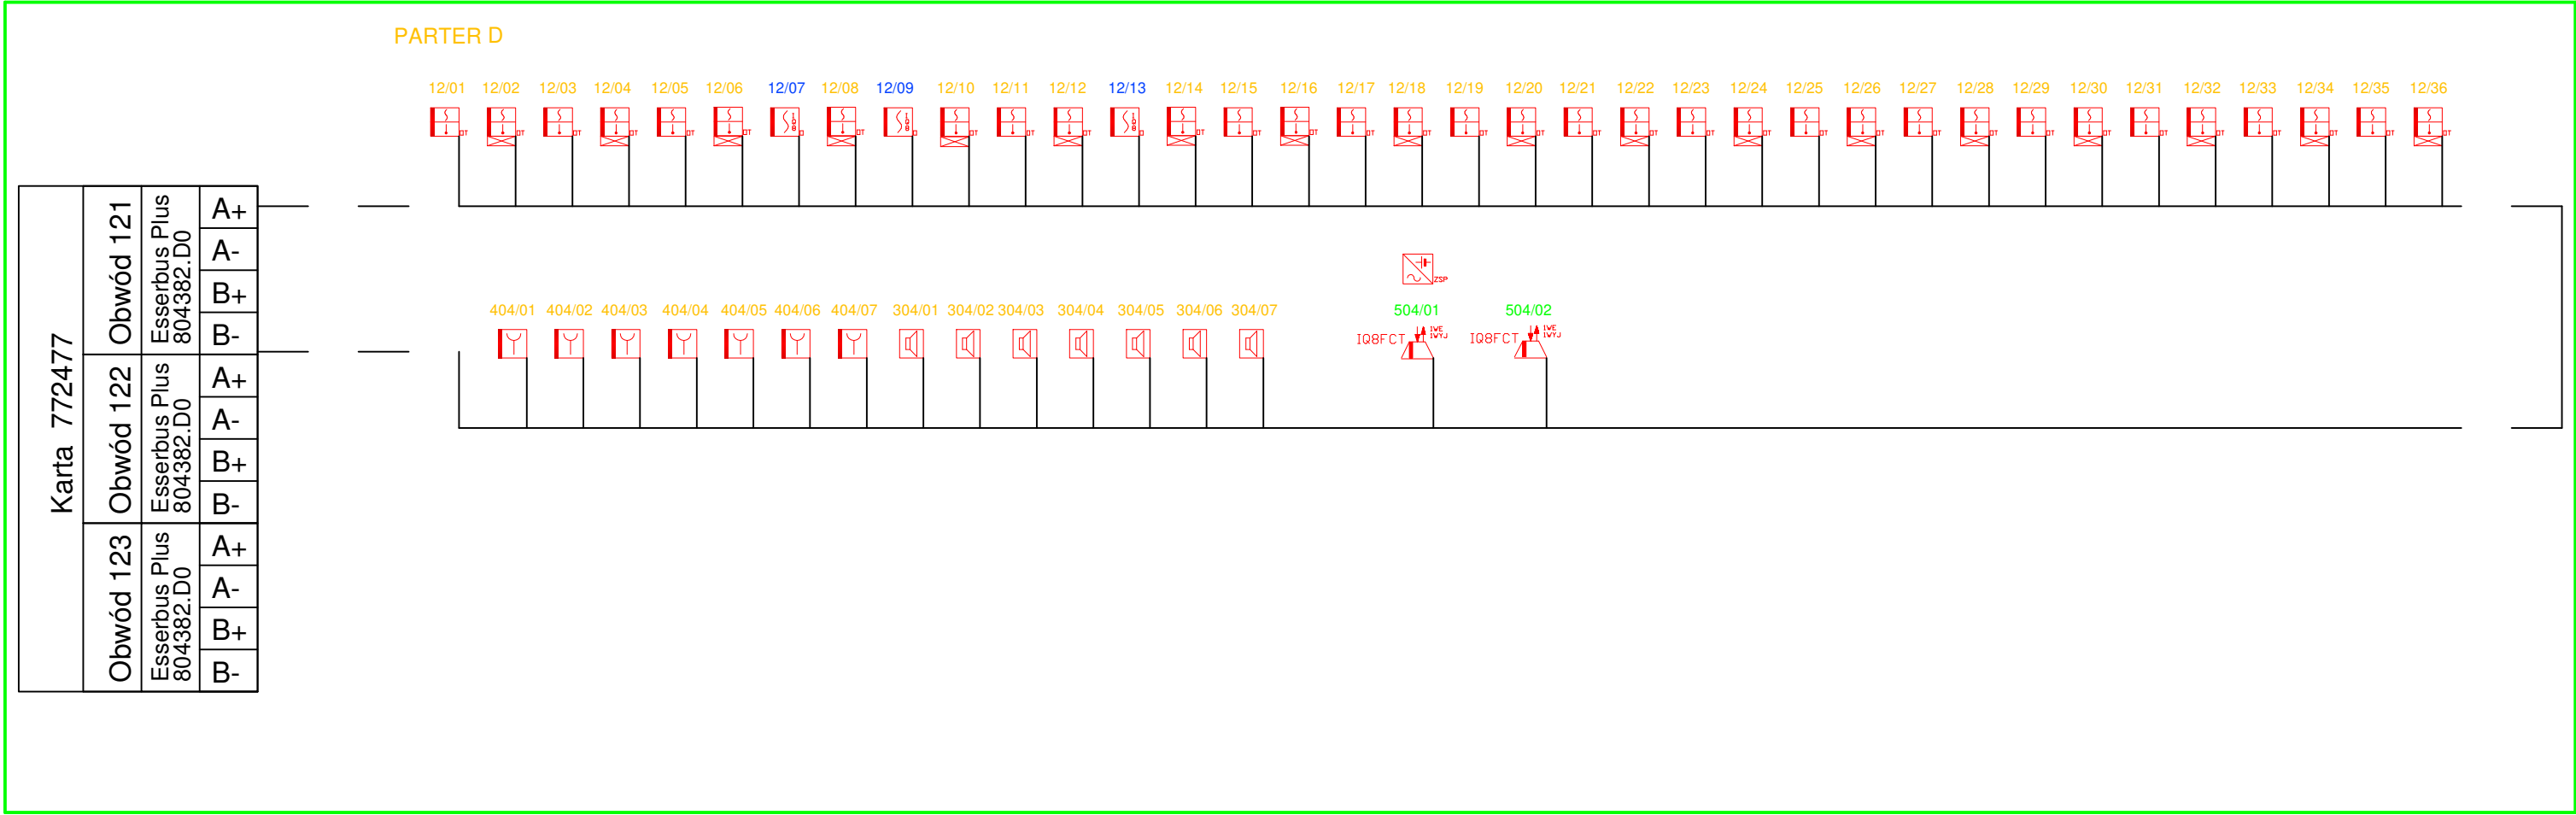 PARTER D
12/01 12/02 12/03 12/04 12/05 12/06 12/07 12/08 12/09 12/10 12/11 12/12 12/13 12/14 12/15 12/16 12/17 12/18 12/19 12/20 12/21 12/22 12/23 12/24 12/25 12/26 12/27 12/28 12/29 12/30 12/31 12/32 12/33 12/34 12/35 12/36
Karta 772477
Obwód 121
Esserbus Plus
804382.D0
A+
A-
B+
B-
Obwód 122
Esserbus Plus
804382.D0
A+
A-
B+
B-
Obwód 123
Esserbus Plus
804382.D0
A+
A-
B+
B-
ZSP
404/01 404/02 404/03 404/04 404/05 404/06 404/07 304/01 304/02 304/03 304/04 304/05 304/06 304/07 504/01 504/02
IQ8FCT
1WE
1WYJ
IQ8FCT
1WE
1WYJ